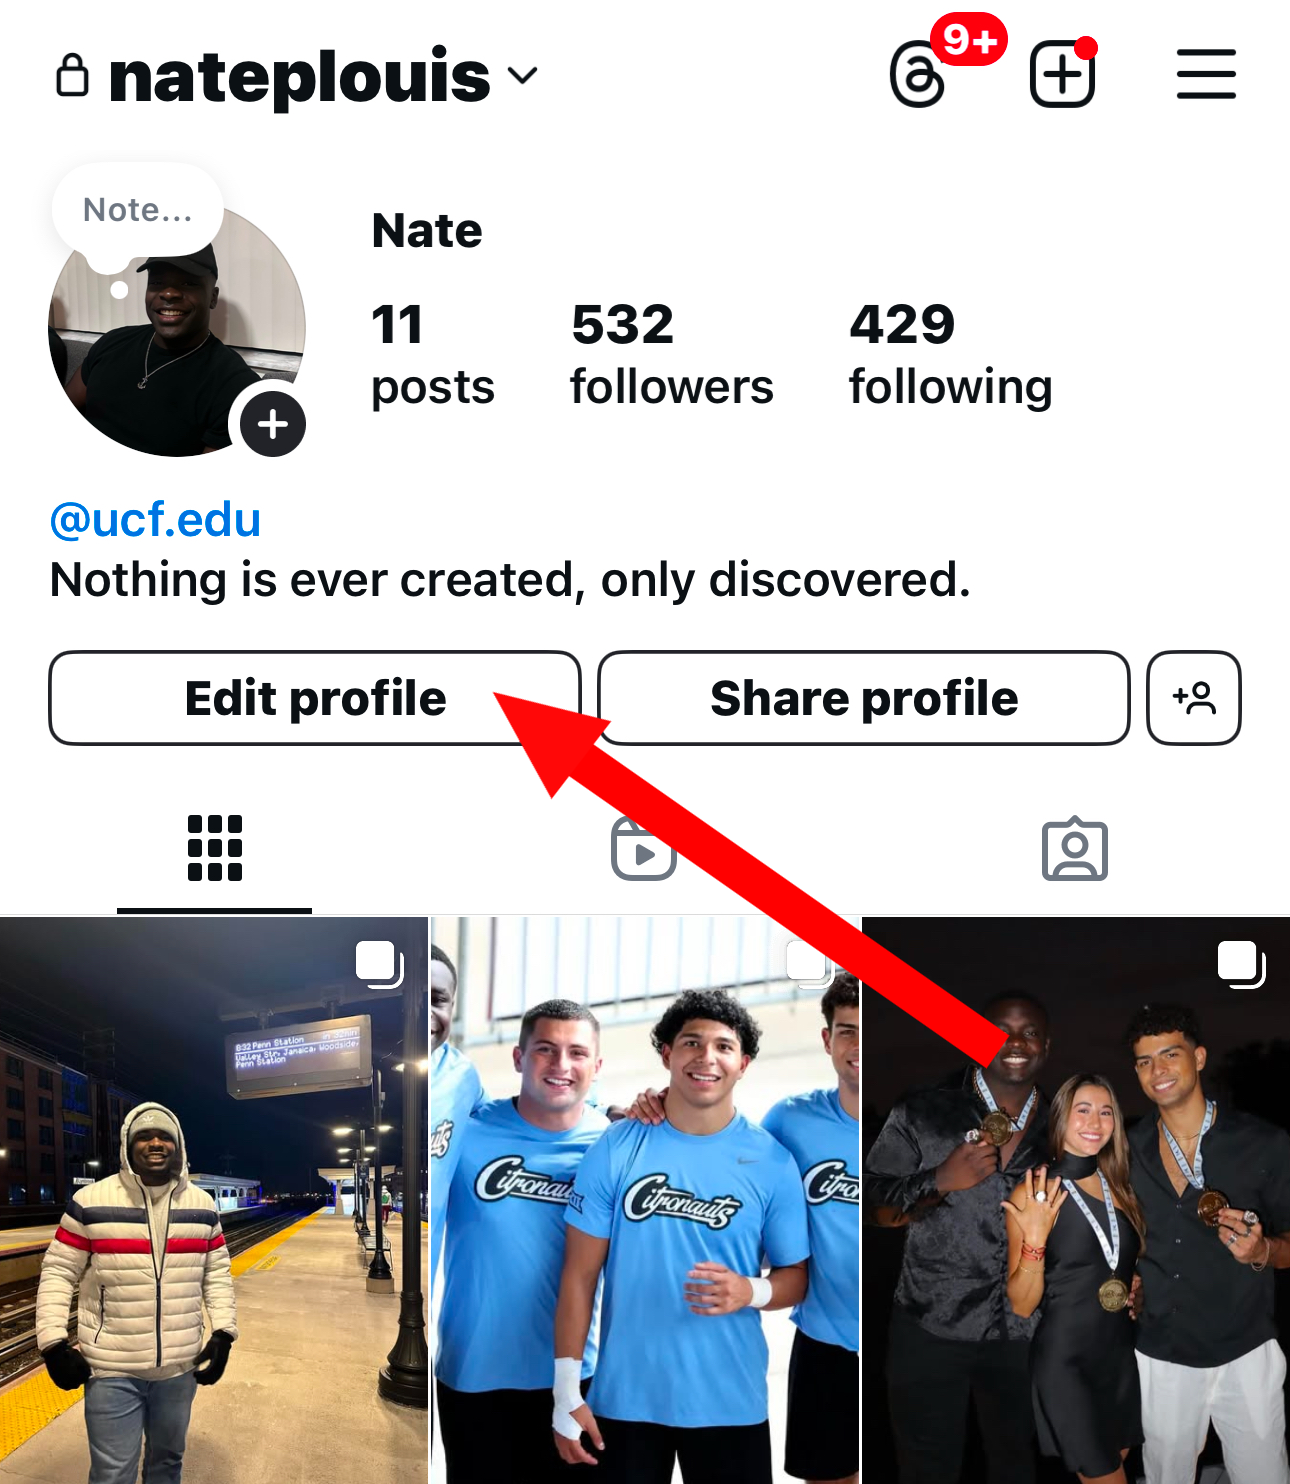 nateplouis
9+
Note...
Nate
11
532
429
posts
followers
following
@ucf.edu
Nothing is ever created, only discovered.
Edit profile
Share profile
832 Penn Station
Valley Str, Jamaica, Woodside,
Penn Station
Citronauts
Citronauts